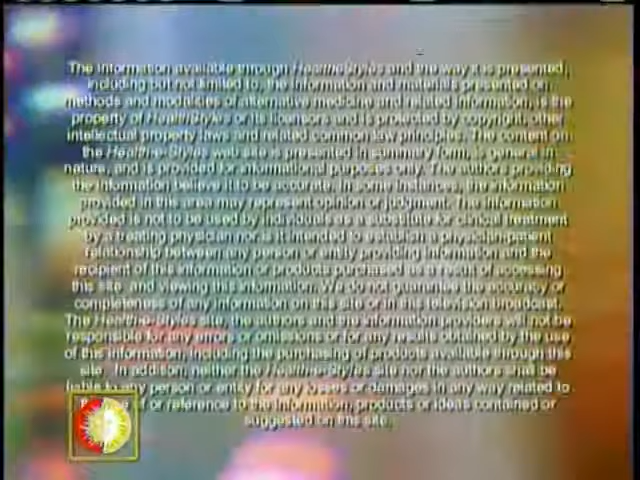 The information available through Health-e-Styles and the way it is presented,
including but not limited to, the information and materials presented on
methods and modalities of alternative medicine and related information, is the
property of Health-e-Styles or its licensors and is protected by copyright, other
intellectual property laws and related common law principles. The content on
the Health-e-Styles web site is presented in summary form, is general in
nature, and is provided for informational purposes only. The authors providing
the information believe it to be accurate. In some instances, the information
provided in this area may represent opinion or judgment. The information
provided is not to be used by individuals as a substitute for clinical treatment
by a treating physician nor is it intended to establish a physician-patient
relationship between any person or entity providing information and the
recipient of this information or products purchased as a result of accessing
this site, and viewing this information. We do not guarantee the accuracy or
completeness of any information on this site or in this television broadcast.
The Health-e-Styles site, the authors and the information providers will not be
responsible for any errors or omissions or for any results obtained by the use
of this information, including the purchasing of products available through this
site. In addition, neither the Health-e-Styles site nor the authors shall be
liable to any person or entity for any losses or damages in any way related to
of or reference to the information, products or ideas contained or
suggested on this site.